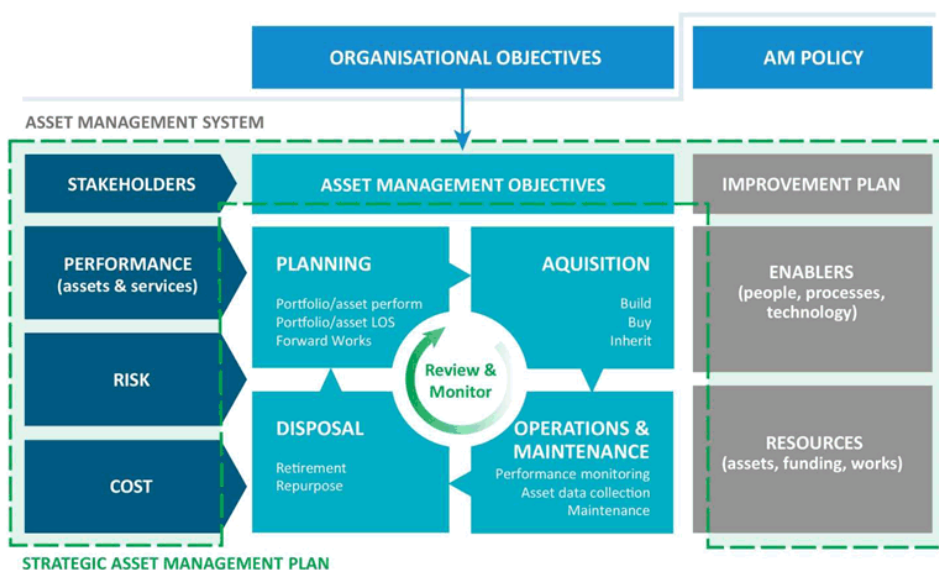 ORGANISATIONAL OBJECTIVES
AM POLICY
ASSET MANAGEMENT SYSTEM
STAKEHOLDERS
ASSET MANAGEMENT OBJECTIVES
IMPROVEMENT PLAN
PERFORMANCE
(assets & services)
RISK
COST
PLANNING
Portfolio/asset perform
Portfolio/asset LOS
Forward Works
AQUISITION
Build
Buy
Inherit
Review &
Monitor
DISPOSAL
Retirement
Repurpose
OPERATIONS &
MAINTENANCE
Performance monitoring
Asset data collection
Maintenance
ENABLERS
(people, processes,
technology)
RESOURCES
(assets, funding, works)
STRATEGIC ASSET MANAGEMENT PLAN